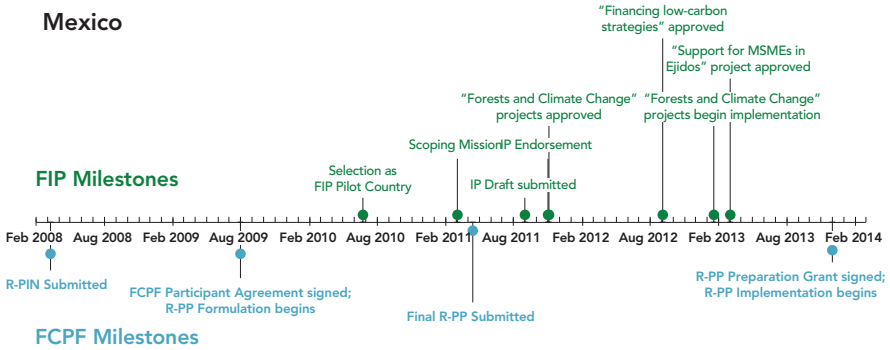 Mexico
“Financing low-carbon
strategies” approved
“Support for MSMEs in
Ejidos” project approved
“Forests and Climate Change”
projects approved
“Forests and Climate Change”
projects begin implementation
Scoping Mission
IP Endorsement
Selection as
FIP Pilot Country
IP Draft submitted
FIP Milestones
Feb 2008 Aug 2008 Feb 2009 Aug 2009 Feb 2010 Aug 2010 Feb 2011 Aug 2011 Feb 2012 Aug 2012 Feb 2013 Aug 2013 Feb 2014
R-PIN Submitted
FCPF Participant Agreement signed;
R-PP Formulation begins
Final R-PP Submitted
R-PP Preparation Grant signed;
R-PP Implementation begins
FCPF Milestones